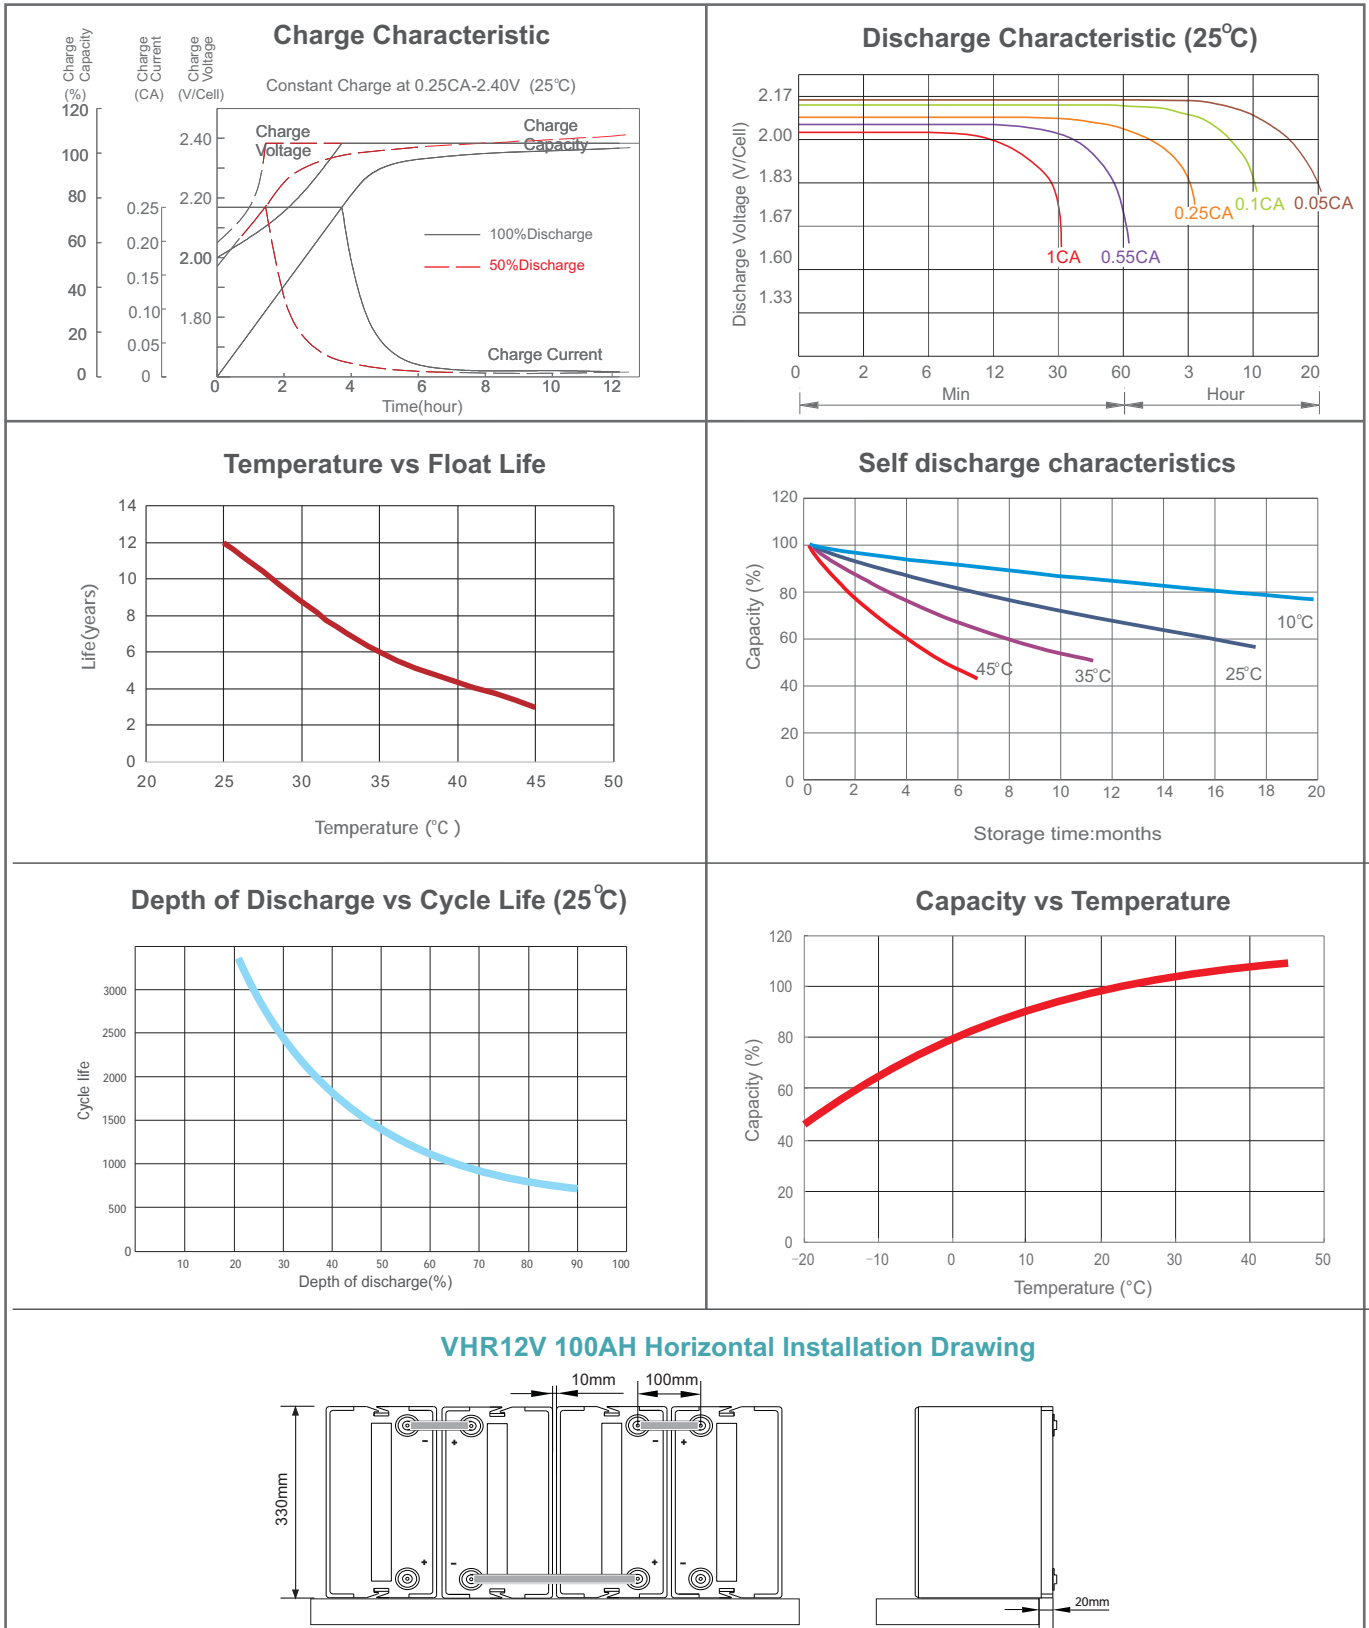 Charge Characteristic
Charge
Capacity
(%)
Charge
Current
(CA)
Charge
Voltage
(V/Cell)
Constant Charge at 0.25CA-2.40V (25℃)
120
100
80
60
40
20
0
0.25
0.20
0.15
0.10
0.05
0
2.40
2.20
2.00
1.80
Charge
Voltage
Charge
Capacity
100%Discharge
50%Discharge
Charge Current
0 2 4 6 8 10 12
Time(hour)
Discharge Characteristic (25°C)
Discharge Voltage (V/Cell)
2.17
2.00
1.83
1.67
1.60
1.33
1CA
0.55CA
0.25CA
0.1CA
0.05CA
0 2 6 12 30 60 3 10 20
Min Hour
Temperature vs Float Life
Life(years)
14
12
10
8
6
4
2
0
20 25 30 35 40 45 50
Temperature (℃)
Self discharge characteristics
Capacity (%)
120
100
80
60
40
20
0
10°C
25°C
35°C
45°C
0 2 4 6 8 10 12 14 16 18 20
Storage time:months
Depth of Discharge vs Cycle Life (25°C)
Cycle life
3000
2500
2000
1500
1000
500
0
10 20 30 40 50 60 70 80 90 100
Depth of discharge(%)
Capacity vs Temperature
Capacity (%)
120
100
80
60
40
20
0
-20 -10 0 10 20 30 40 50
Temperature (°C)
VHR12V 100AH Horizontal Installation Drawing
10mm 100mm
330mm
- + - +
+ - + -
20mm